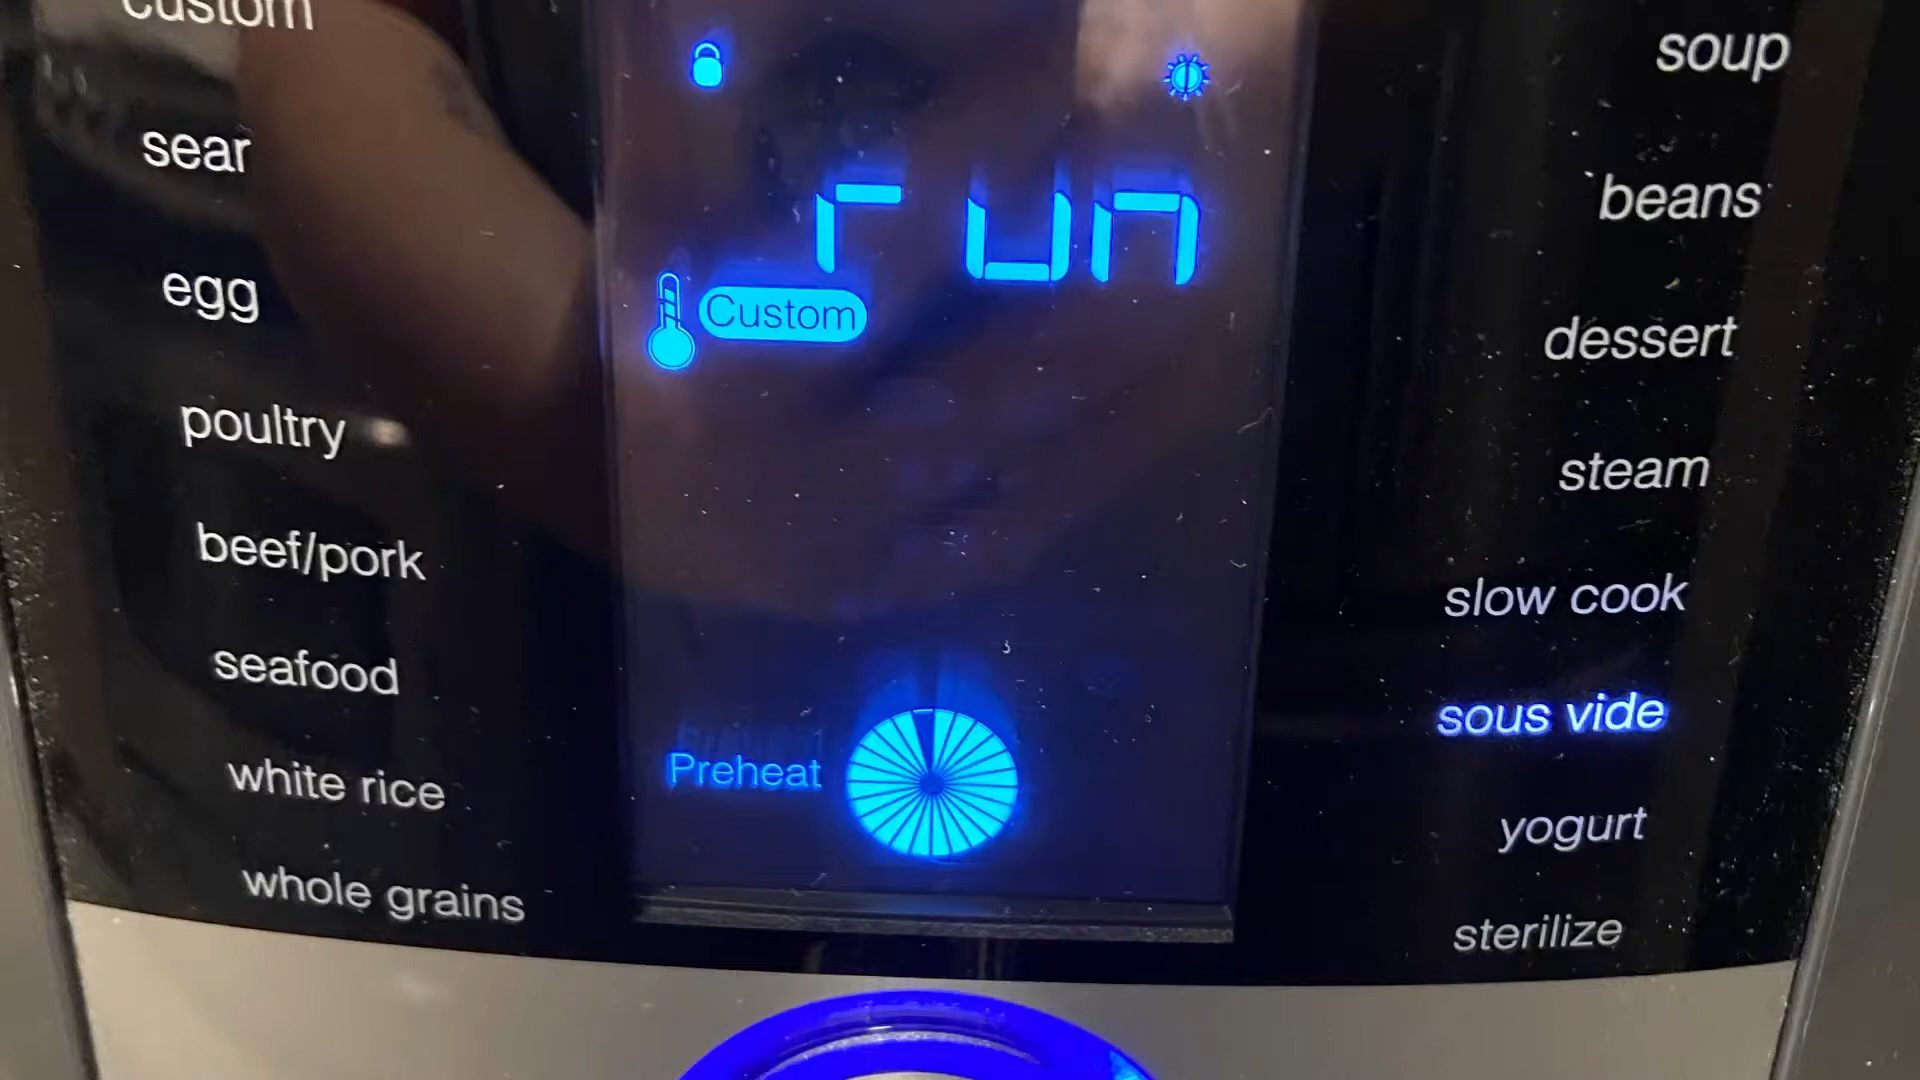 custom
sear
egg
poultry
beef/pork
seafood
white rice
whole grains
run
Custom
Preheat
soup
beans
dessert
steam
slow cook
sous vide
yogurt
sterilize